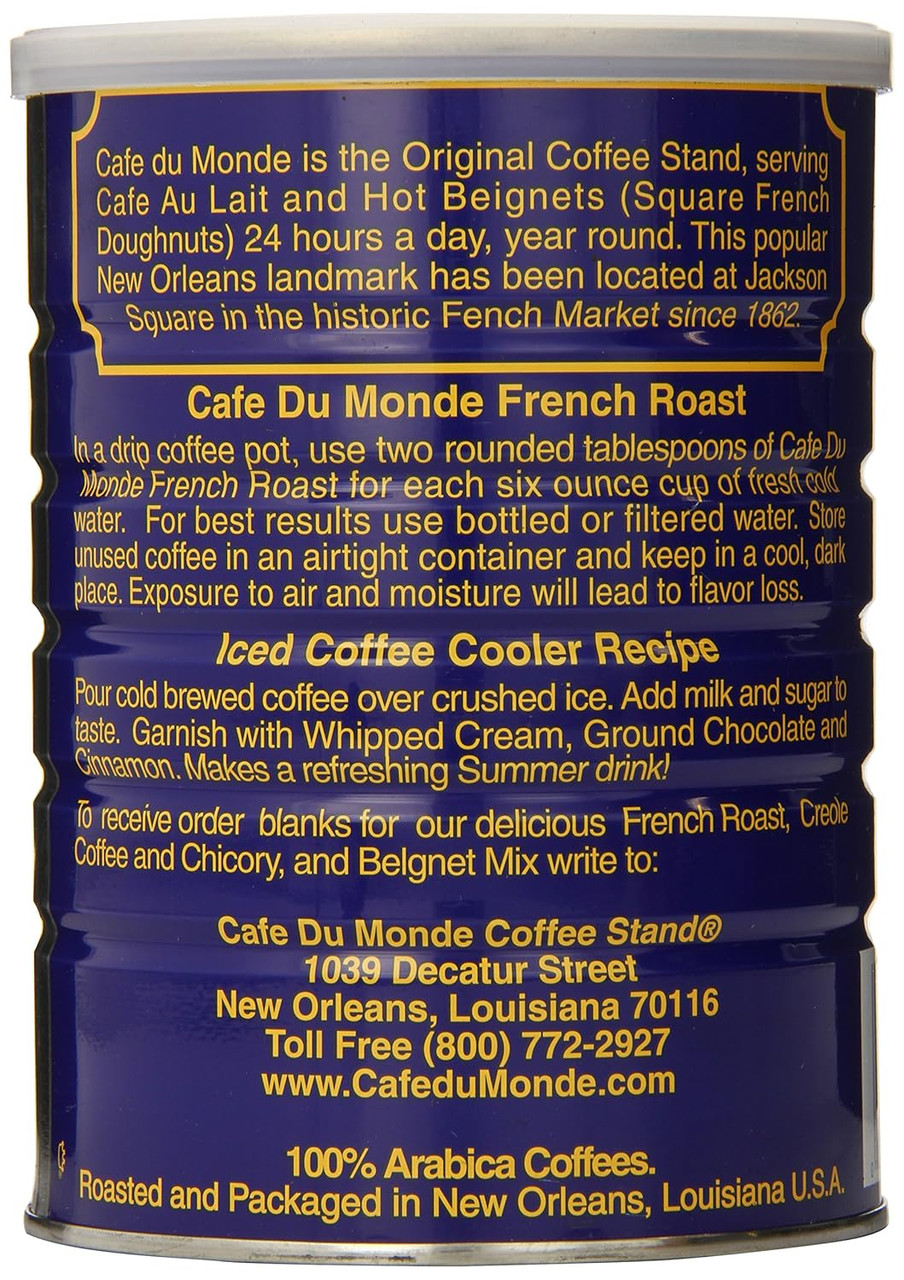 Cafe du Monde is the Original Coffee Stand, serving
Cafe Au Lait and Hot Beignets (Square French
Doughnuts) 24 hours a day, year round. This popular
New Orleans landmark has been located at Jackson
Square in the historic Fench Market since 1862.
Cafe Du Monde French Roast
In a drip coffee pot, use two rounded tablespoons of Cafe Du
Monde French Roast for each six ounce cup of fresh cold
water. For best results use bottled or filtered water. Store
unused coffee in an airtight container and keep in a cool, dark
place. Exposure to air and moisture will lead to flavor loss.
Iced Coffee Cooler Recipe
Pour cold brewed coffee over crushed ice. Add milk and sugar to
taste. Garnish with Whipped Cream, Ground Chocolate and
Cinnamon. Makes a refreshing Summer drink!
To receive order blanks for our delicious French Roast, Creole
Coffee and Chicory, and Belgnet Mix write to:
Cafe Du Monde Coffee Stand®
1039 Decatur Street
New Orleans, Louisiana 70116
Toll Free (800) 772-2927
www.CafeduMonde.com
100% Arabica Coffees.
Roasted and Packaged in New Orleans, Louisiana U.S.A.